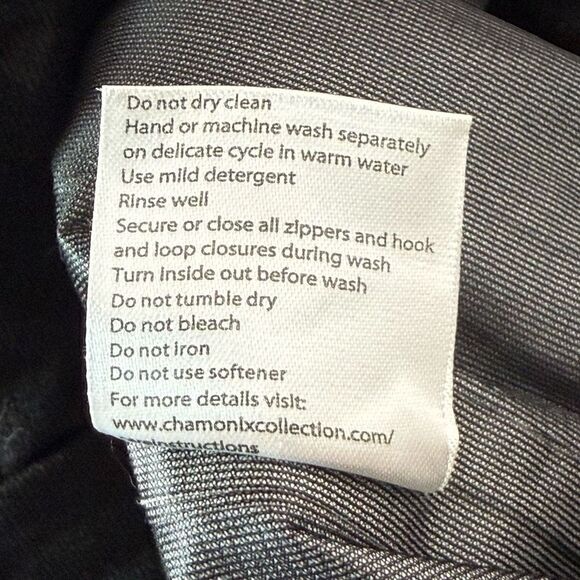 Do not dry clean
Hand or machine wash separately
on delicate cycle in warm water
Use mild detergent
Rinse well
Secure or close all zippers and hook
and loop closures during wash
Turn inside out before wash
Do not tumble dry
Do not bleach
Do not iron
Do not use softener
For more details visit:
www.chamonixcollection.com/
instructions